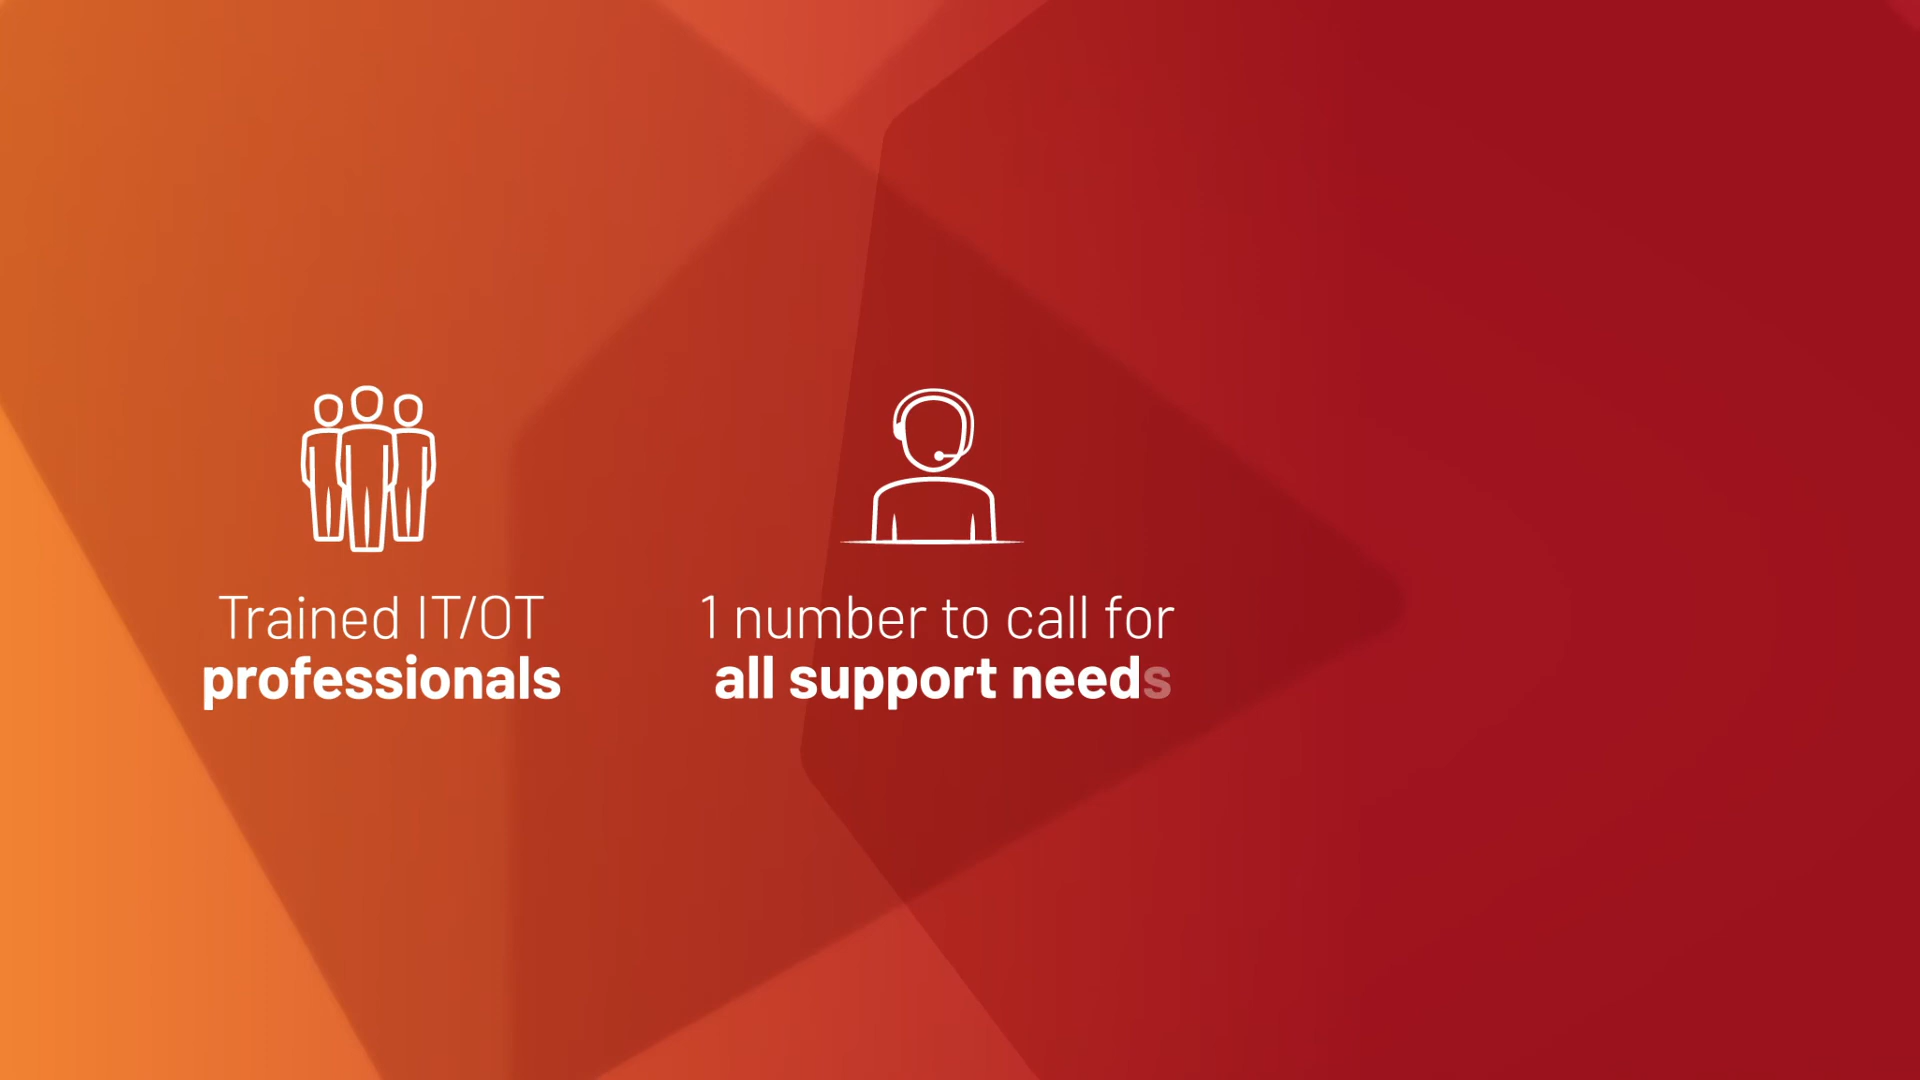 Trained IT/OT
professionals
1 number to call for
all support needs